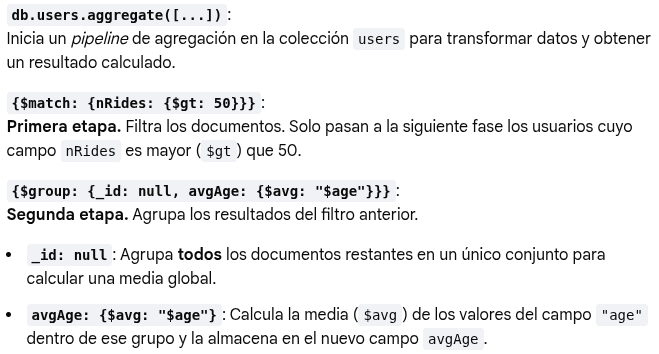 db.users.aggregate([...]):
Inicia un pipeline de agregación en la colección users para transformar datos y obtener
un resultado calculado.
{$match: {nRides: {$gt: 50}}}:
Primera etapa. Filtra los documentos. Solo pasan a la siguiente fase los usuarios cuyo
campo nRides es mayor ( $gt ) que 50.
{$group: {_id: null, avgAge: {$avg: "$age"}}}:
Segunda etapa. Agrupa los resultados del filtro anterior.
• _id: null: Agrupa todos los documentos restantes en un único conjunto para
calcular una media global.
• avgAge: {$avg: "$age"}: Calcula la media ( $avg ) de los valores del campo "age"
dentro de ese grupo y la almacena en el nuevo campo avgAge.